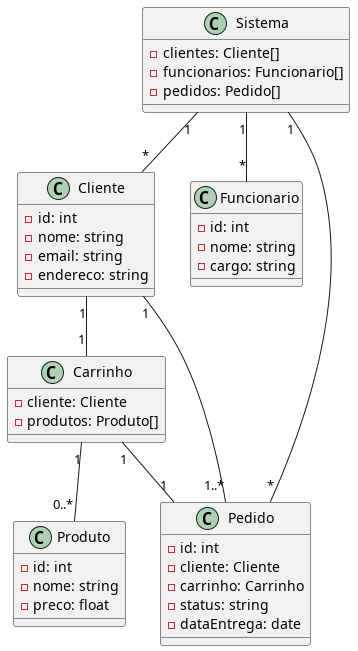 C Sistema
clientes: Cliente[]
funcionarios: Funcionario[]
pedidos: Pedido[]
1
1
1
*
*
C Cliente
id: int
nome: string
email: string
endereco: string
C Funcionario
id: int
nome: string
cargo: string
1
1
1
C Carrinho
cliente: Cliente
produtos: Produto[]
1
1
0..*
1
1..*
*
C Produto
id: int
nome: string
preco: float
C Pedido
id: int
cliente: Cliente
carrinho: Carrinho
status: string
dataEntrega: date